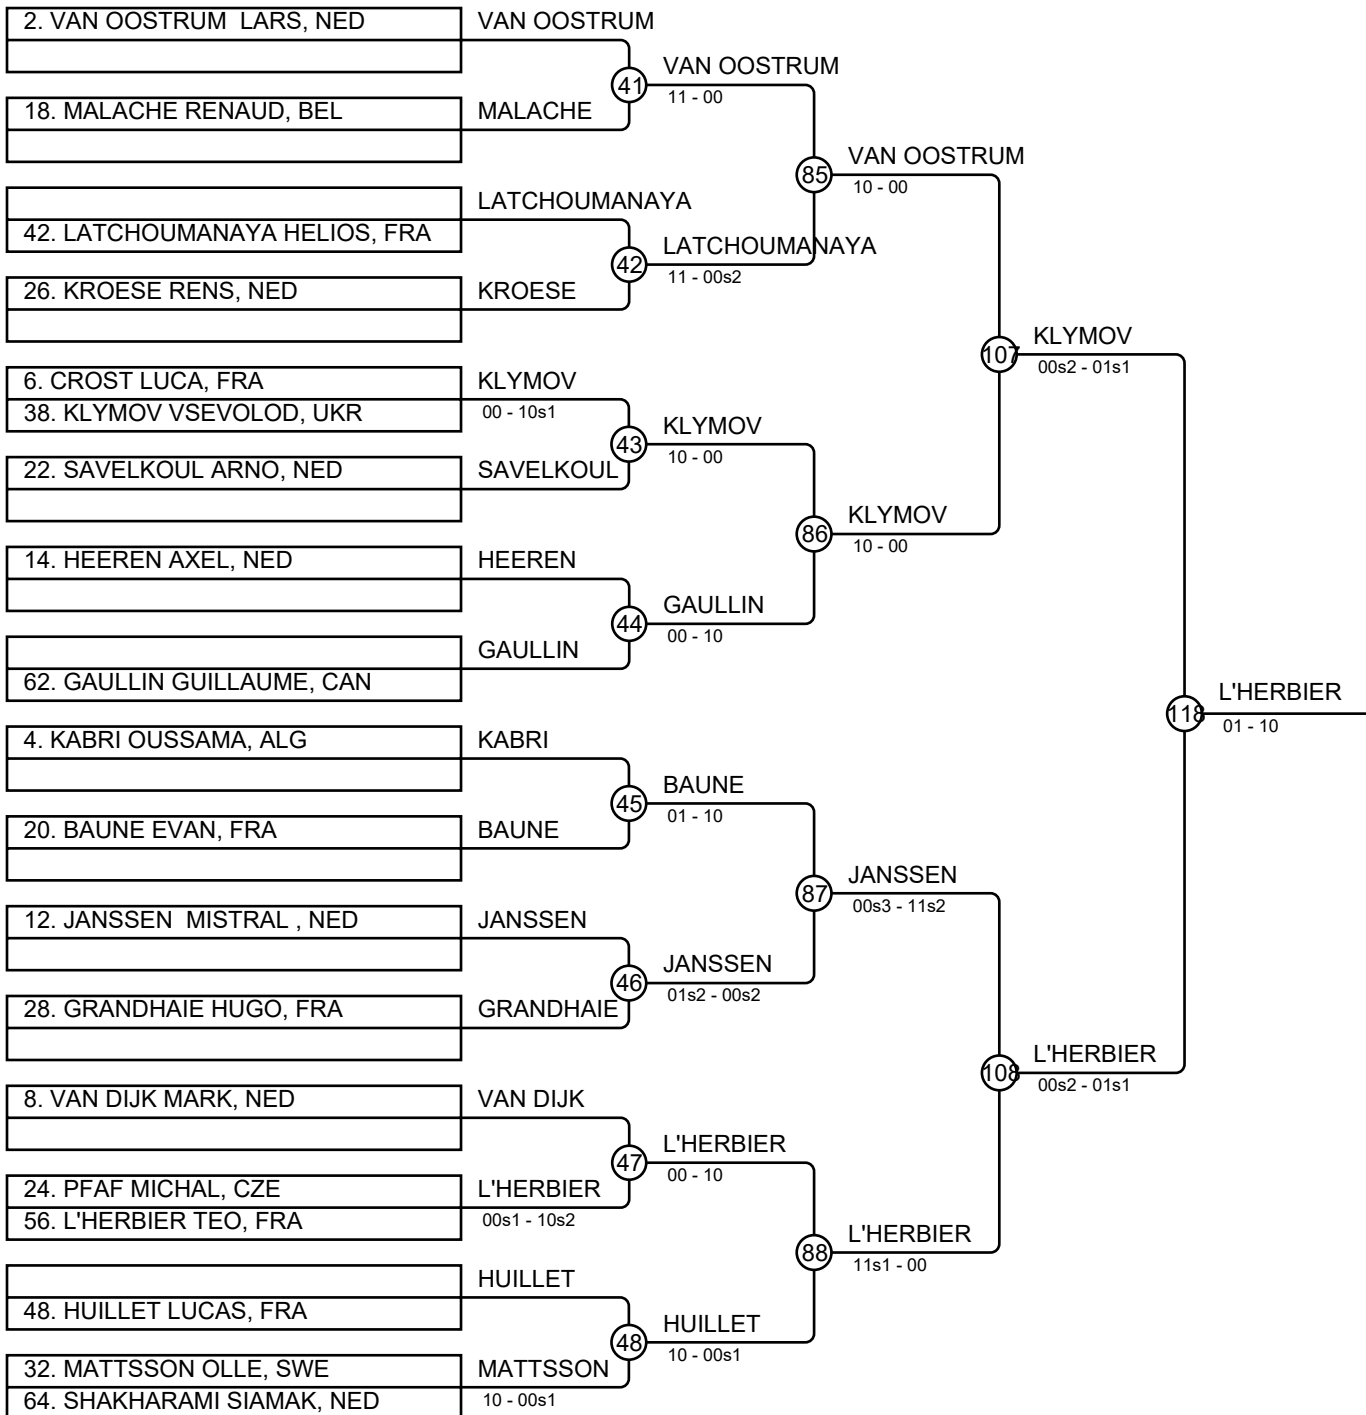 2. VAN OOSTRUM  LARS, NED
VAN OOSTRUM
41
VAN OOSTRUM
11 - 00
18. MALACHE RENAUD, BEL
MALACHE
85
VAN OOSTRUM
10 - 00
LATCHOUMANAYA
42. LATCHOUMANAYA HELIOS, FRA
42
LATCHOUMANAYA
11 - 00s2
26. KROESE RENS, NED
KROESE
107
KLYMOV
00s2 - 01s1
6. CROST LUCA, FRA
KLYMOV
38. KLYMOV VSEVOLOD, UKR
00 - 10s1
43
KLYMOV
10 - 00
22. SAVELKOUL ARNO, NED
SAVELKOUL
86
KLYMOV
10 - 00
14. HEEREN AXEL, NED
HEEREN
44
GAULLIN
00 - 10
GAULLIN
62. GAULLIN GUILLAUME, CAN
118
L'HERBIER
01 - 10
4. KABRI OUSSAMA, ALG
KABRI
45
BAUNE
01 - 10
20. BAUNE EVAN, FRA
BAUNE
87
JANSSEN
00s3 - 11s2
12. JANSSEN  MISTRAL , NED
JANSSEN
46
JANSSEN
01s2 - 00s2
28. GRANDHAIE HUGO, FRA
GRANDHAIE
108
L'HERBIER
00s2 - 01s1
8. VAN DIJK MARK, NED
VAN DIJK
47
L'HERBIER
00 - 10
24. PFAF MICHAL, CZE
L'HERBIER
56. L'HERBIER TEO, FRA
00s1 - 10s2
88
L'HERBIER
11s1 - 00
HUILLET
48. HUILLET LUCAS, FRA
48
HUILLET
10 - 00s1
32. MATTSSON OLLE, SWE
MATTSSON
64. SHAKHARAMI SIAMAK, NED
10 - 00s1